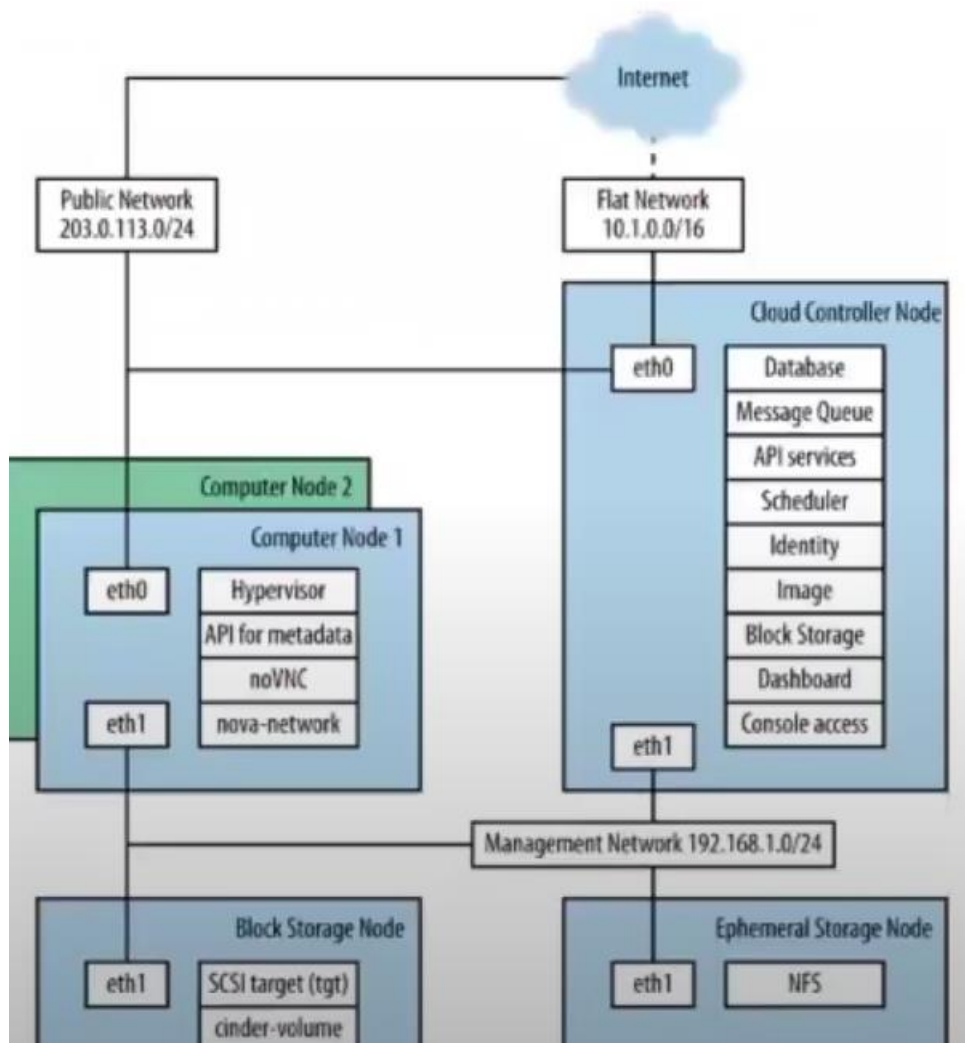 Internet
Public Network
203.0.113.0/24
Flat Network
10.1.0.0/16
Cloud Controller Node
eth0
Database
Message Queue
API services
Scheduler
Identity
Image
Block Storage
Dashboard
Console access
eth1
Computer Node 2
Computer Node 1
eth0
Hypervisor
API for metadata
noVNC
nova-network
eth1
Management Network 192.168.1.0/24
Block Storage Node
eth1
SCSI target (tgt)
cinder-volume
Ephemeral Storage Node
eth1
NFS